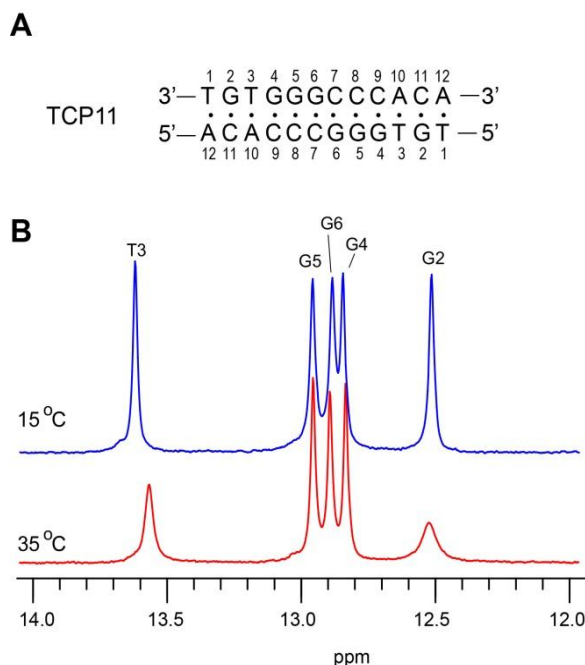 A
1 2 3 4 5 6 7 8 9 10 11 12
3'—TGTGGGCCCACA—3'
TCP11
5'—ACACCCGGGTGT—5'
12 11 10 9 8 7 6 5 4 3 2 1
B
T3 G5 G6 G4 G2
15 °C
35 °C
14.0 13.5 13.0 12.5 12.0
ppm